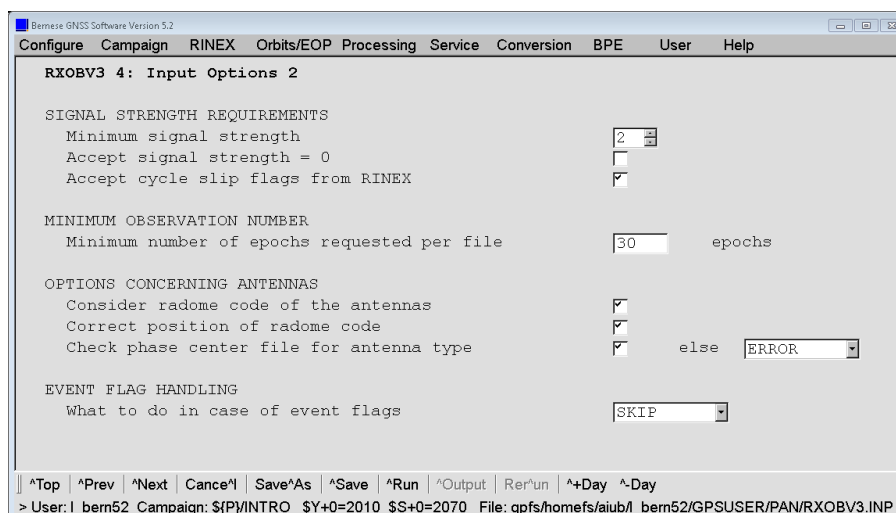 Bernese GNSS Software Version 5.2
Configure Campaign RINEX Orbits/EOP Processing Service Conversion BPE User Help
RXOBV3 4: Input Options 2
SIGNAL STRENGTH REQUIREMENTS
Minimum signal strength 2
Accept signal strength = 0
Accept cycle slip flags from RINEX
MINIMUM OBSERVATION NUMBER
Minimum number of epochs requested per file 30 epochs
OPTIONS CONCERNING ANTENNAS
Consider radome code of the antennas
Correct position of radome code
Check phase center file for antenna type else ERROR
EVENT FLAG HANDLING
What to do in case of event flags SKIP
^Top ^Prev ^Next Cance^l Save^As ^Save ^Run ^Output Rer^un ^+Day ^-Day
> User: l_bern52 Campaign: ${P}/INTRO $Y+0=2010 $S+0=2070 File: gpfs/homefs/aiub/l_bern52/GPSUSER/PAN/RXOBV3.INP